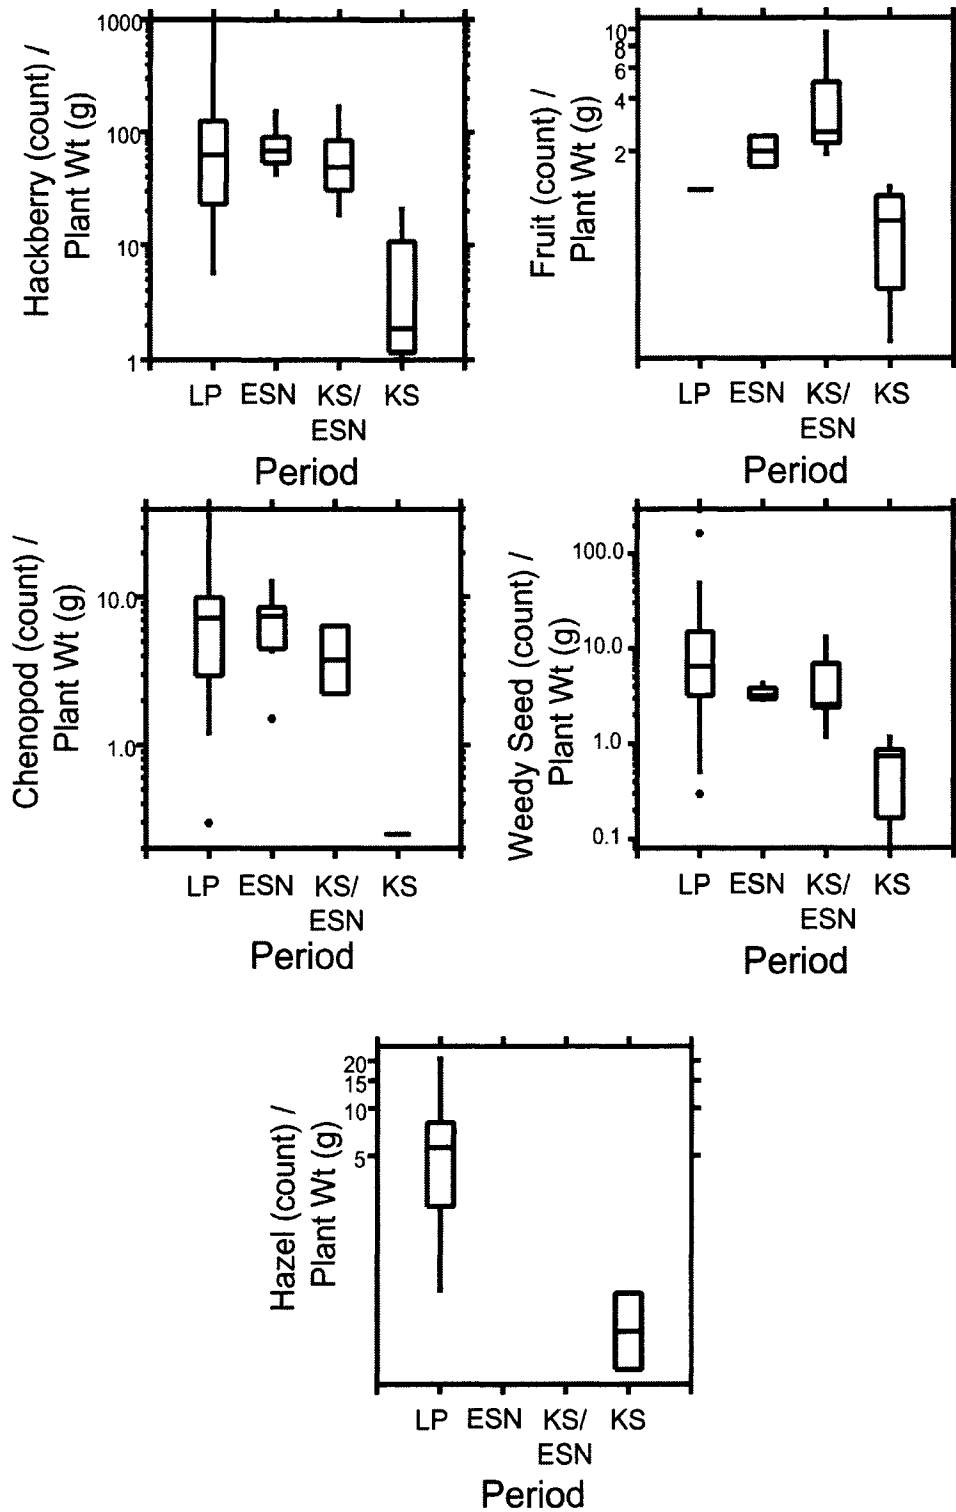 Hackberry (count) /
Plant Wt (g)
1000
100
10
1
LP
ESN
KS/
ESN
KS
Period
Fruit (count) /
Plant Wt (g)
10
8
6
4
2
LP
ESN
KS/
ESN
KS
Period
Chenopod (count) /
Plant Wt (g)
10.0
1.0
LP
ESN
KS/
ESN
KS
Period
Weedy Seed (count) /
Plant Wt (g)
100.0
10.0
1.0
0.1
LP
ESN
KS/
ESN
KS
Period
Hazel (count) /
Plant Wt (g)
20
15
10
5
LP
ESN
KS/
ESN
KS
Period